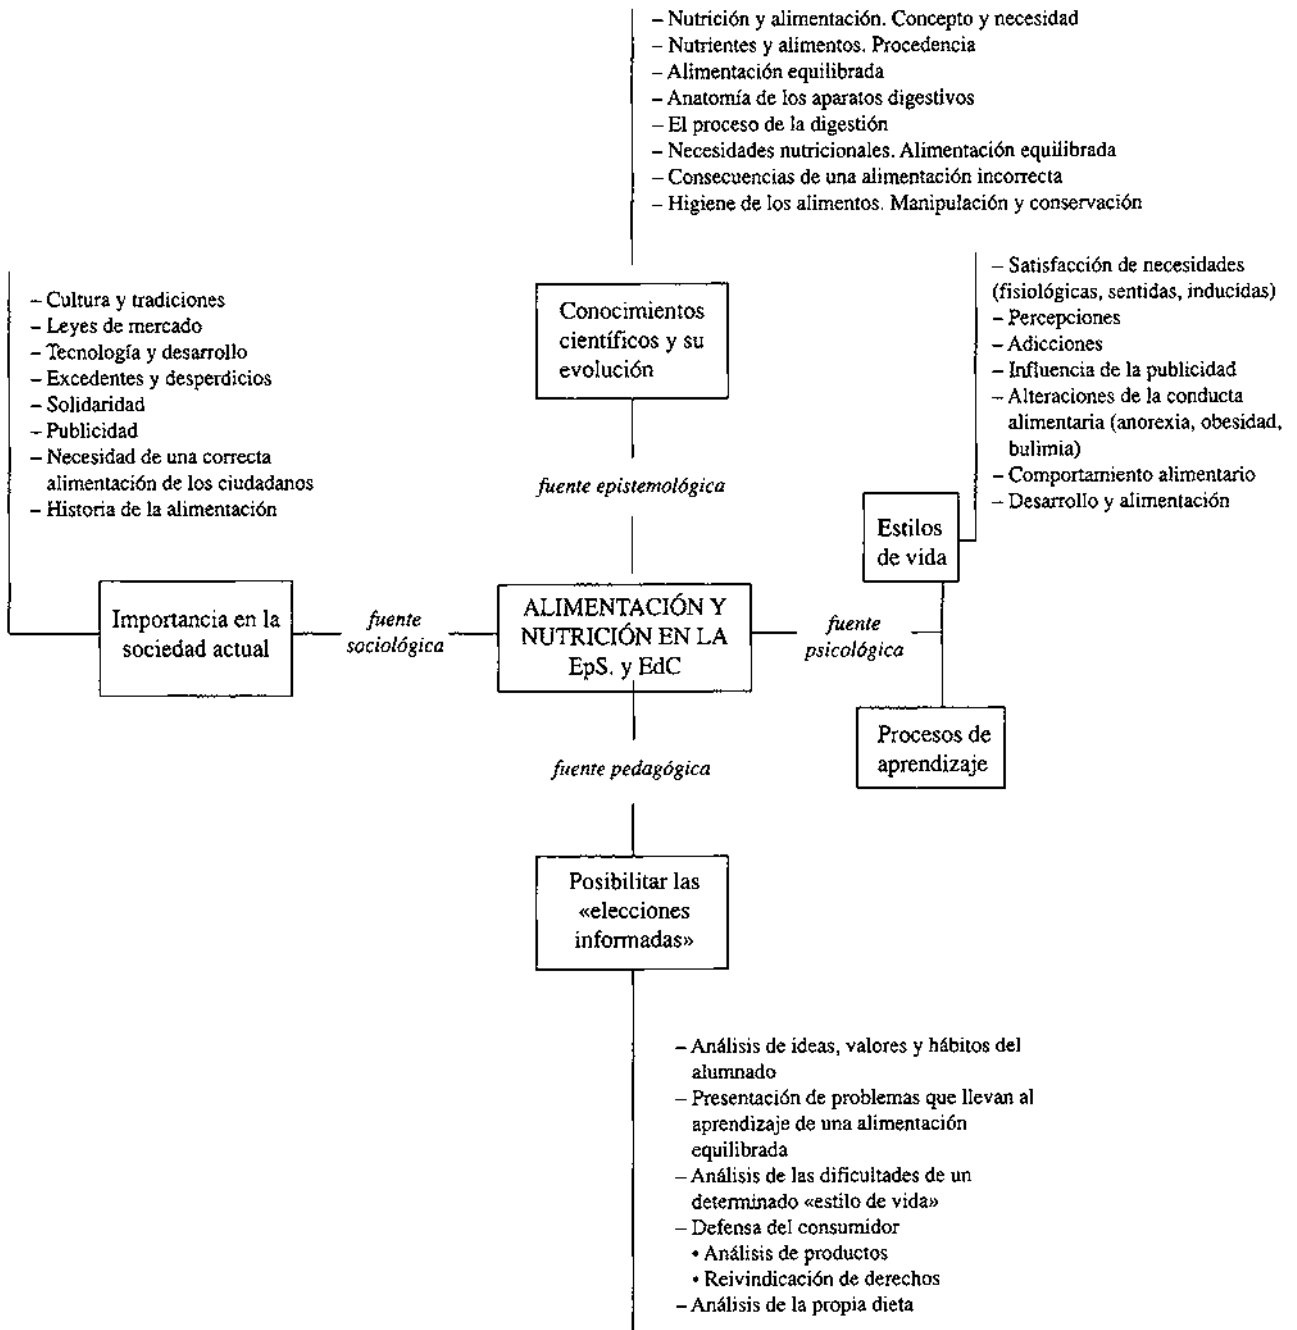 – Nutrición y alimentación. Concepto y necesidad
– Nutrientes y alimentos. Procedencia
– Alimentación equilibrada
– Anatomía de los aparatos digestivos
– El proceso de la digestión
– Necesidades nutricionales. Alimentación equilibrada
– Consecuencias de una alimentación incorrecta
– Higiene de los alimentos. Manipulación y conservación
– Cultura y tradiciones
– Leyes de mercado
– Tecnología y desarrollo
– Excedentes y desperdicios
– Solidaridad
– Publicidad
– Necesidad de una correcta
alimentación de los ciudadanos
– Historia de la alimentación
Conocimientos
científicos y su
evolución
– Satisfacción de necesidades
(fisiológicas, sentidas, inducidas)
– Percepciones
– Adicciones
– Influencia de la publicidad
– Alteraciones de la conducta
alimentaria (anorexia, obesidad,
bulimia)
– Comportamiento alimentario
– Desarrollo y alimentación
fuente epistemológica
Estilos
de vida
Importancia en la
sociedad actual
fuente
sociológica
ALIMENTACIÓN Y
NUTRICIÓN EN LA
EpS. y EdC
fuente
psicológica
Procesos de
aprendizaje
fuente pedagógica
Posibilitar las
«elecciones
informadas»
– Análisis de ideas, valores y hábitos del
alumnado
– Presentación de problemas que llevan al
aprendizaje de una alimentación
equilibrada
– Análisis de las dificultades de un
determinado «estilo de vida»
– Defensa del consumidor
• Análisis de productos
• Reivindicación de derechos
– Análisis de la propia dieta